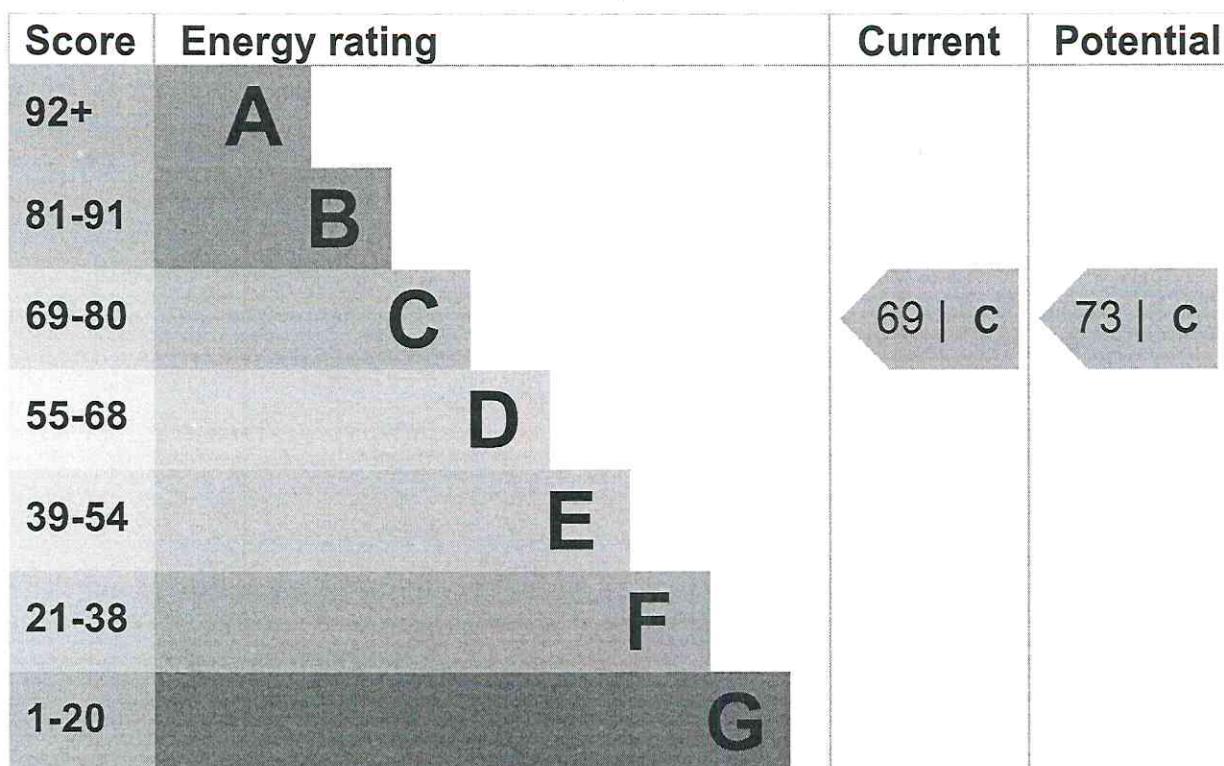 Score Energy rating Current Potential
92+ A
81-91 B
69-80 C 69 | C 73 | C
55-68 D
39-54 E
21-38 F
1-20 G